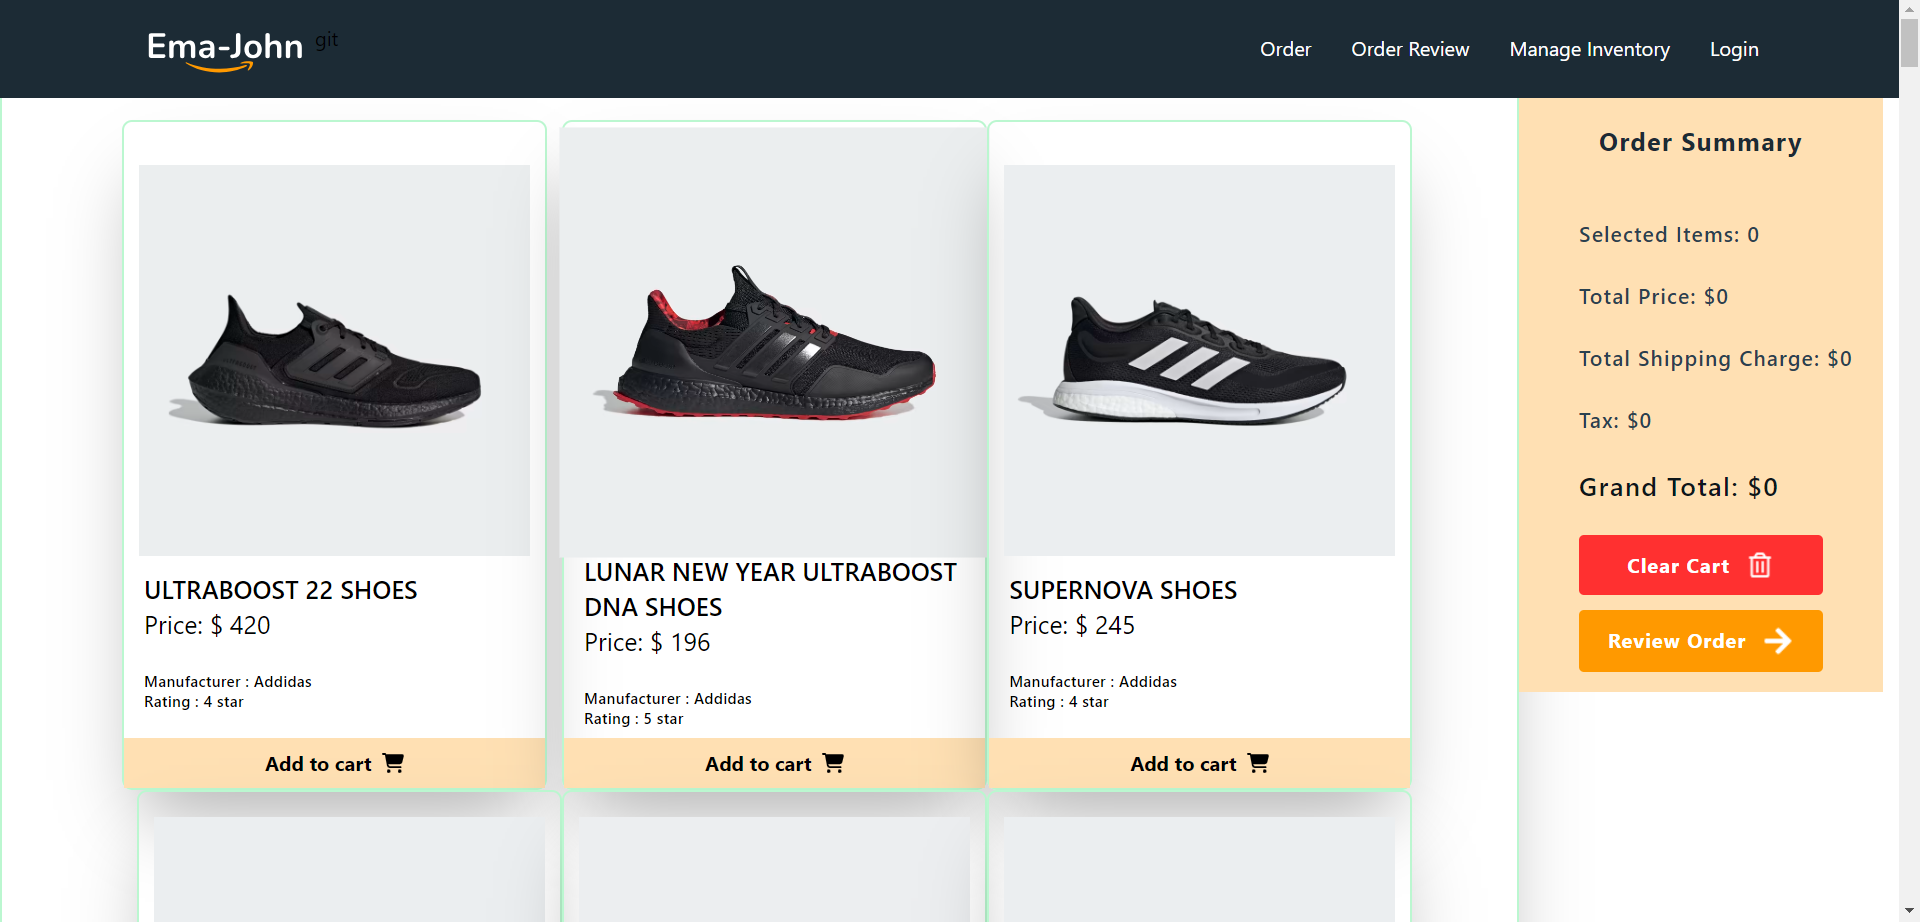 Ema-John git
Order
Order Review
Manage Inventory
Login
ULTRABOOST 22 SHOES
Price: $ 420
Manufacturer : Addidas
Rating : 4 star
Add to cart
LUNAR NEW YEAR ULTRABOOST
DNA SHOES
Price: $ 196
Manufacturer : Addidas
Rating : 5 star
Add to cart
SUPERNOVA SHOES
Price: $ 245
Manufacturer : Addidas
Rating : 4 star
Add to cart
Order Summary
Selected Items: 0
Total Price: $0
Total Shipping Charge: $0
Tax: $0
Grand Total: $0
Clear Cart
Review Order